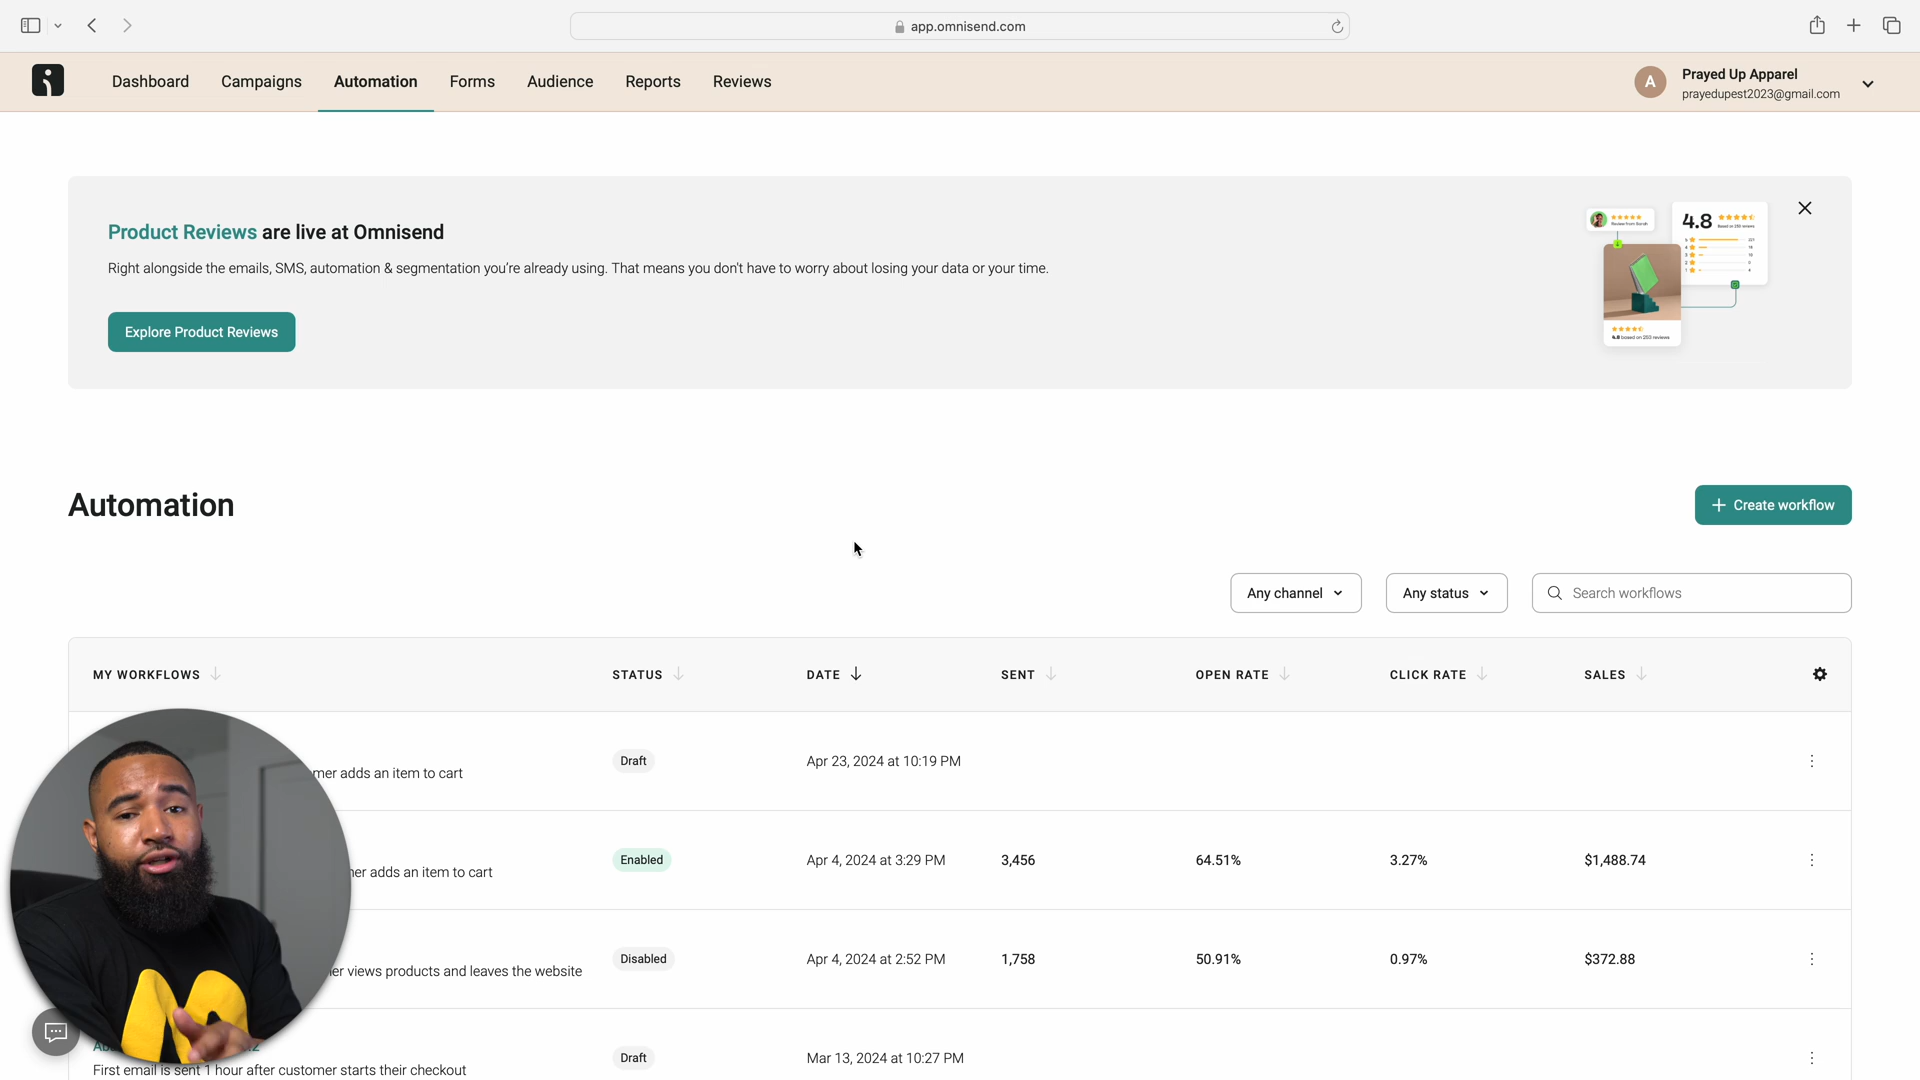 app.omnisend.com
Dashboard
Campaigns
Automation
Forms
Audience
Reports
Reviews
A
Prayed Up Apparel
prayedupest2023@gmail.com
Product Reviews are live at Omnisend
Right alongside the emails, SMS, automation & segmentation you're already using. That means you don't have to worry about losing your data or your time.
Explore Product Reviews
4.8
Automation
Create workflow
Any channel
Any status
Search workflows
MY WORKFLOWS
STATUS
DATE
SENT
OPEN RATE
CLICK RATE
SALES
adds an item to cart
Draft
Apr 23, 2024 at 10:19 PM
adds an item to cart
Enabled
Apr 4, 2024 at 3:29 PM
3,456
64.51%
3.27%
$1,488.74
views products and leaves the website
Disabled
Apr 4, 2024 at 2:52 PM
1,758
50.91%
0.97%
$372.88
Draft
Mar 13, 2024 at 10:27 PM
First email is sent 1 hour after customer starts their checkout